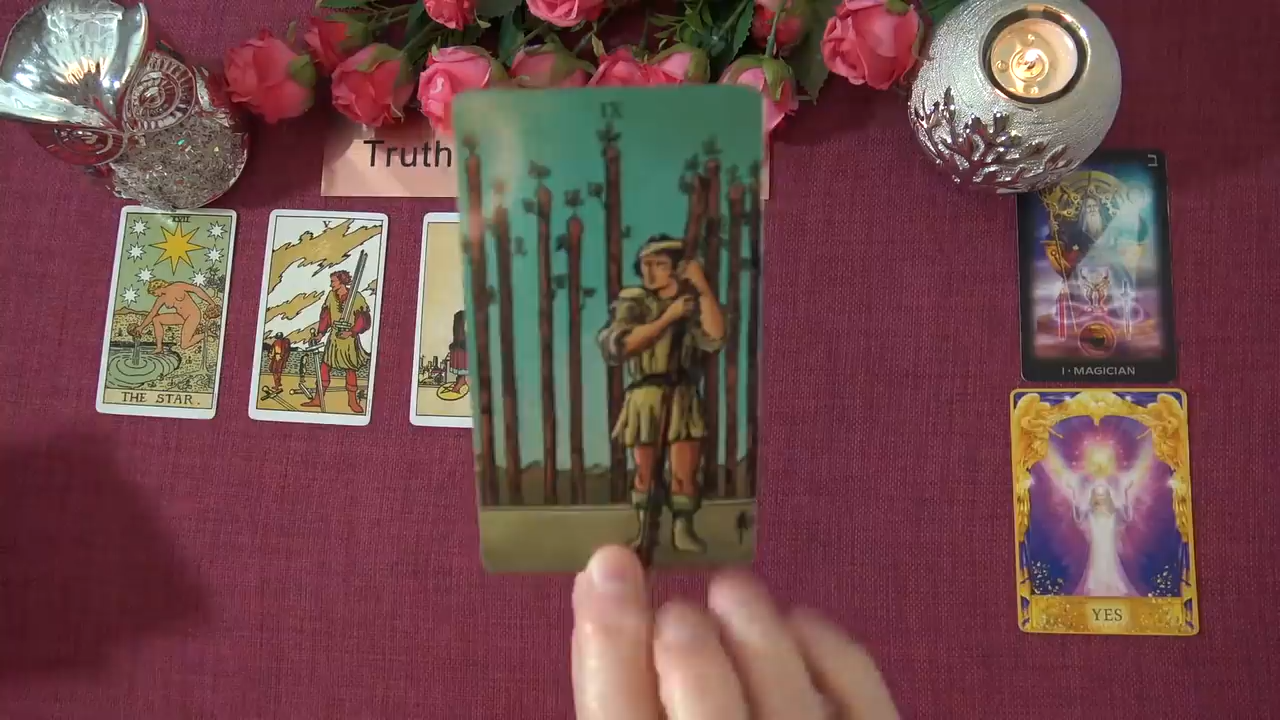 IX
Truth
XVII
THE STAR.
V
ב
I · MAGICIAN
YES